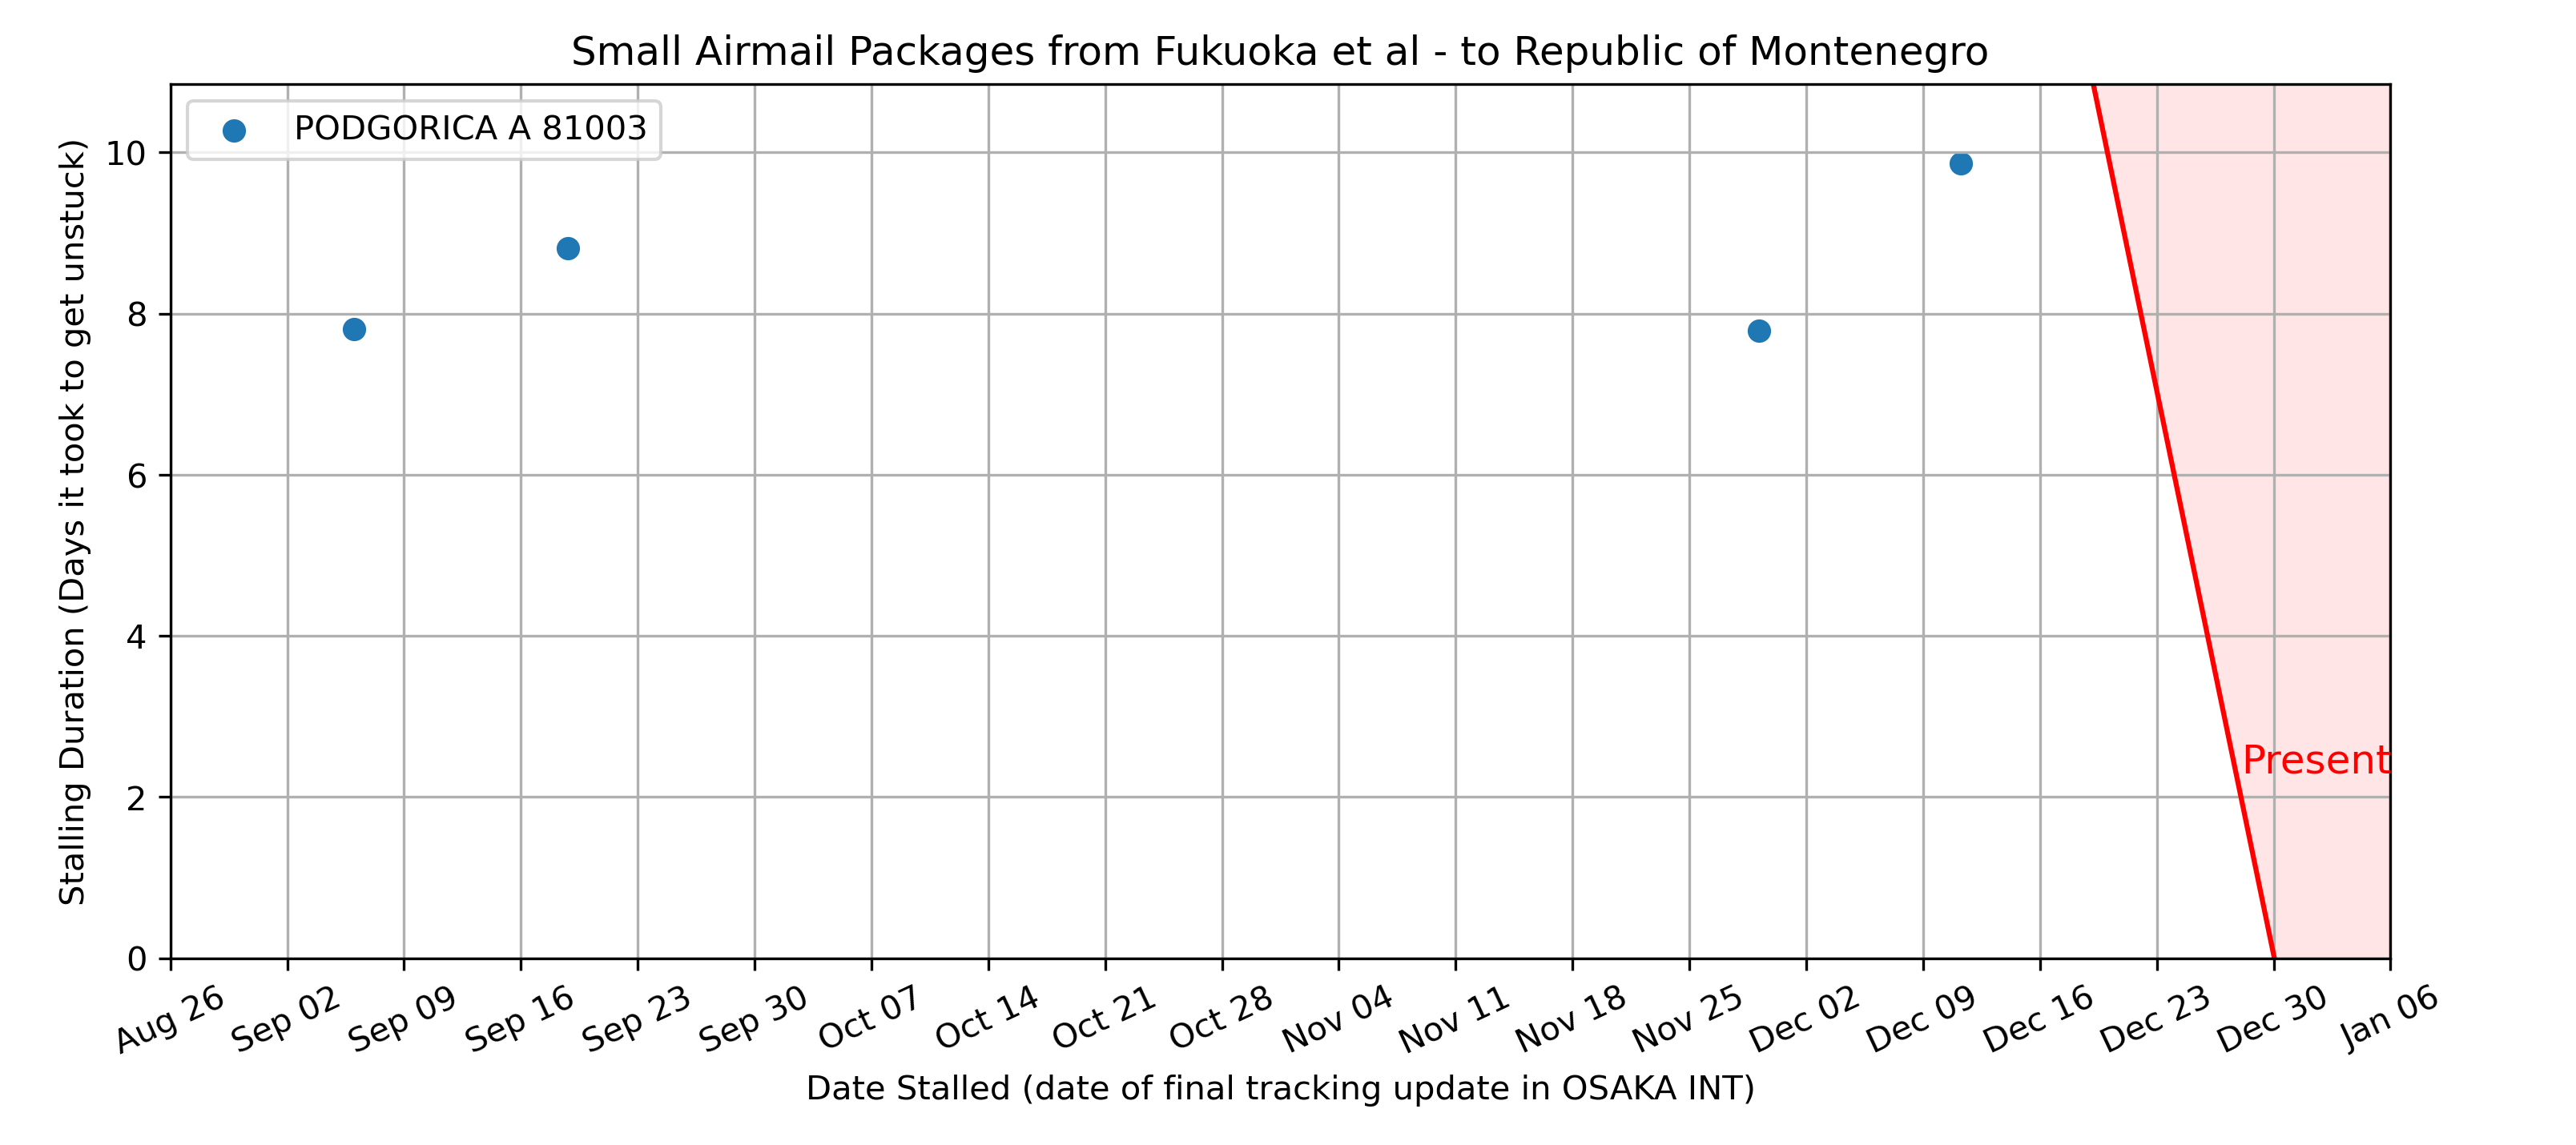 Small Airmail Packages from Fukuoka et al - to Republic of Montenegro
PODGORICA A 81003
Stalling Duration (Days it took to get unstuck)
10
8
6
4
2
0
Present
Aug 26 Sep 02 Sep 09 Sep 16 Sep 23 Sep 30 Oct 07 Oct 14 Oct 21 Oct 28 Nov 04 Nov 11 Nov 18 Nov 25 Dec 02 Dec 09 Dec 16 Dec 23 Dec 30 Jan 06
Date Stalled (date of final tracking update in OSAKA INT)